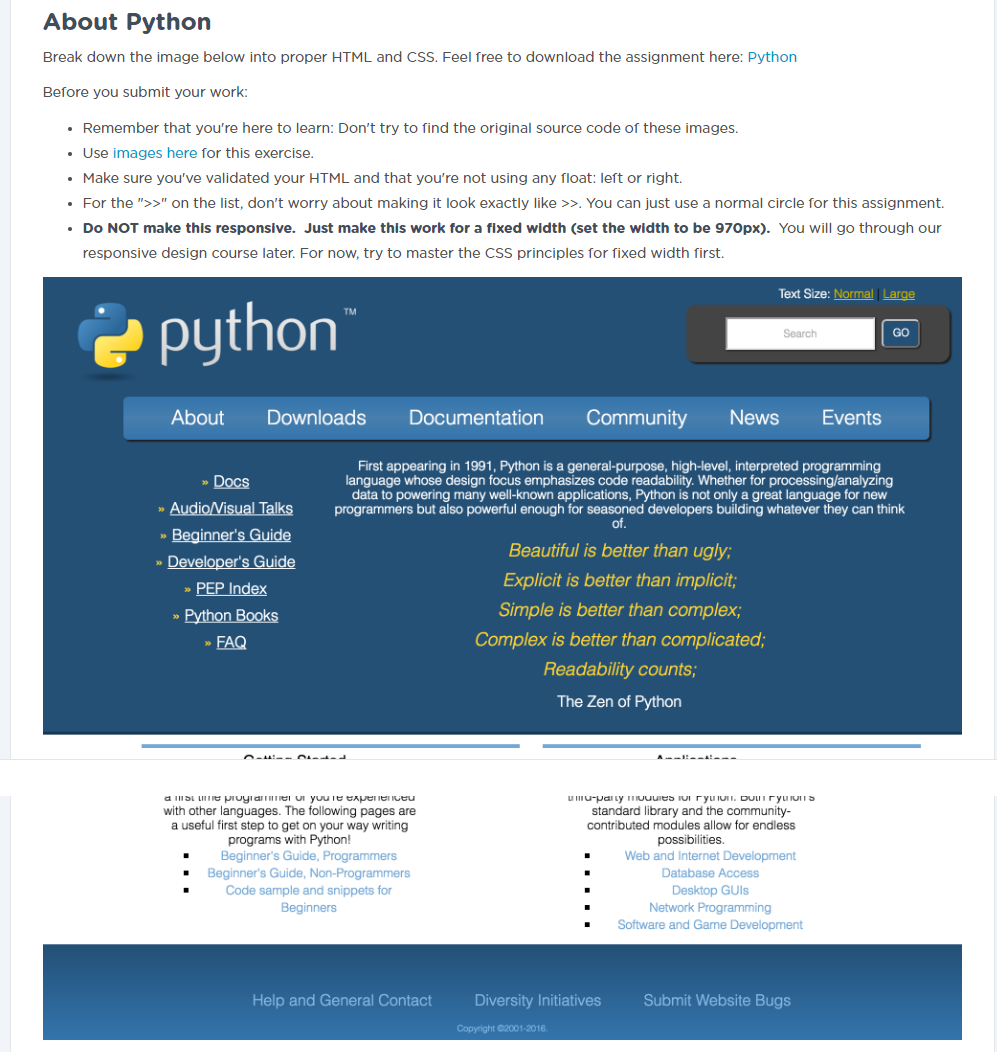 About Python
Break down the image below into proper HTML and CSS. Feel free to download the assignment here: Python
Before you submit your work:
• Remember that you're here to learn: Don't try to find the original source code of these images.
• Use images here for this exercise.
• Make sure you've validated your HTML and that you're not using any float: left or right.
• For the ">>" on the list, don't worry about making it look exactly like >>. You can just use a normal circle for this assignment.
• Do NOT make this responsive. Just make this work for a fixed width (set the width to be 970px). You will go through our
responsive design course later. For now, try to master the CSS principles for fixed width first.
Text Size: Normal | Large
python™
Search
GO
About Downloads Documentation Community News Events
» Docs
» Audio/Visual Talks
» Beginner's Guide
» Developer's Guide
» PEP Index
» Python Books
» FAQ
First appearing in 1991, Python is a general-purpose, high-level, interpreted programming
language whose design focus emphasizes code readability. Whether for processing/analyzing
data to powering many well-known applications, Python is not only a great language for new
programmers but also powerful enough for seasoned developers building whatever they can think
of.
Beautiful is better than ugly;
Explicit is better than implicit;
Simple is better than complex;
Complex is better than complicated;
Readability counts;
The Zen of Python
Getting Started
Applications
a first time programmer or you're experienced
with other languages. The following pages are
a useful first step to get on your way writing
programs with Python!
▪ Beginner's Guide, Programmers
▪ Beginner's Guide, Non-Programmers
▪ Code sample and snippets for
Beginners
third-party modules for Python. Both Python's
standard library and the community-
contributed modules allow for endless
possibilities.
▪ Web and Internet Development
▪ Database Access
▪ Desktop GUIs
▪ Network Programming
▪ Software and Game Development
Help and General Contact Diversity Initiatives Submit Website Bugs
Copyright ©2001-2016.